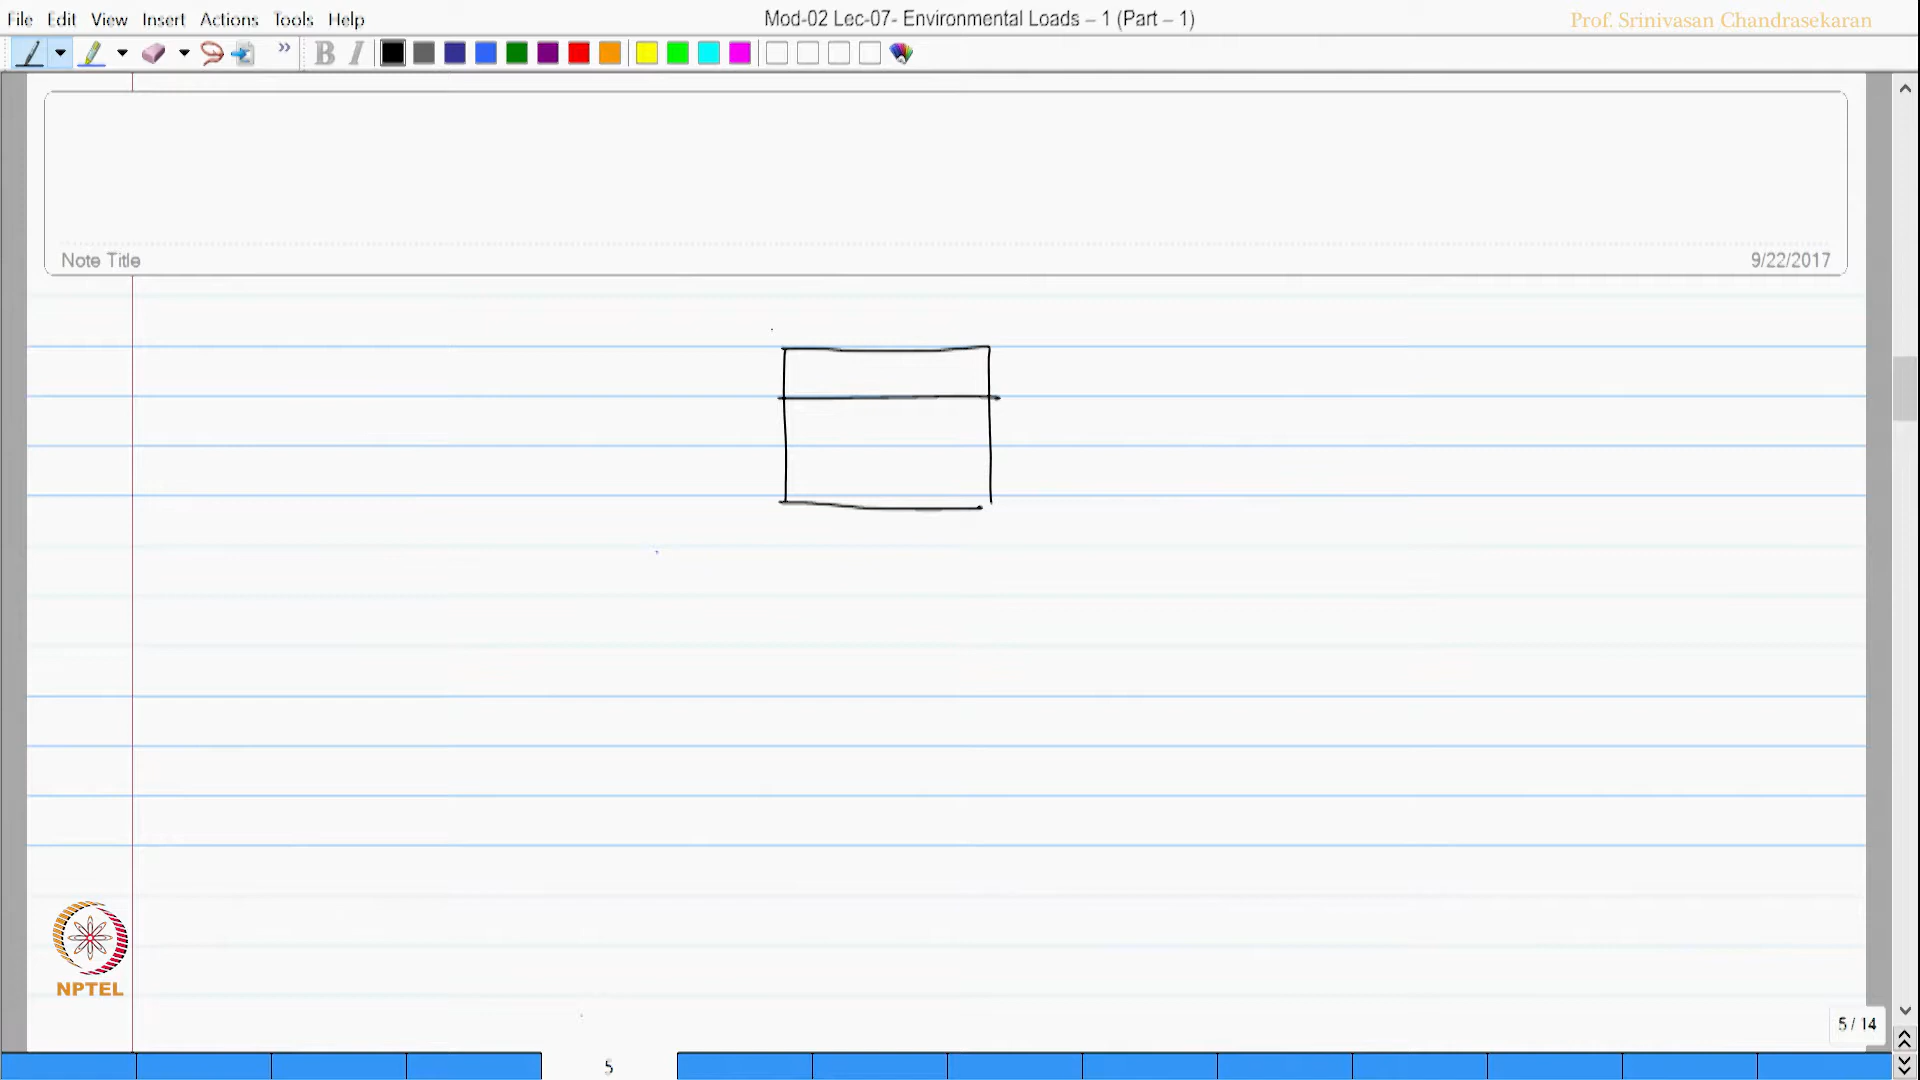 File Edit View Insert Actions Tools Help
Mod-02 Lec-07- Environmental Loads – 1 (Part – 1)
Prof. Srinivasan Chandrasekaran
B I
Note Title
9/22/2017
NPTEL
5 / 14
5